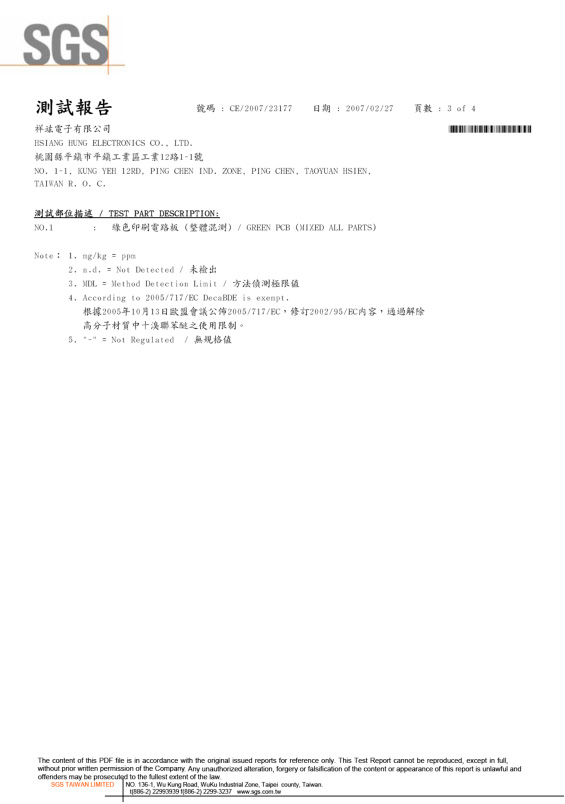 SGS
測試報告 號碼 : CE/2007/23177 日期 : 2007/02/27 頁數 : 3 of 4
祥竑電子有限公司
HSIANG HUNG ELECTRONICS CO., LTD.
桃園縣平鎮市平鎮工業區工業12路1-1號
NO. 1-1, KUNG YEH 12RD, PING CHEN IND. ZONE, PING CHEN, TAOYUAN HSIEN,
TAIWAN R. O. C.
測試部位描述 / TEST PART DESCRIPTION:
NO.1 : 綠色印刷電路板 (整體混測) / GREEN PCB (MIXED ALL PARTS)
Note： 1. mg/kg = ppm
2. n.d. = Not Detected / 未檢出
3. MDL = Method Detection Limit / 方法偵測極限值
4. According to 2005/717/EC DecaBDE is exempt.
根據2005年10月13日歐盟會議公佈2005/717/EC，修訂2002/95/EC內容，通過解除
高分子材質中十溴聯苯醚之使用限制。
5. "-" = Not Regulated / 無規格值
The content of this PDF file is in accordance with the original issued reports for reference only. This Test Report cannot be reproduced, except in full,
without prior written permission of the Company. Any unauthorized alteration, forgery or falsification of the content or appearance of this report is unlawful and
offenders may be prosecuted to the fullest extent of the law.
SGS TAIWAN LIMITED NO. 136-1, Wu Kung Road, WuKu Industrial Zone, Taipei county, Taiwan.
t(886-2) 22993939 f(886-2) 2299-3237 www.sgs.com.tw